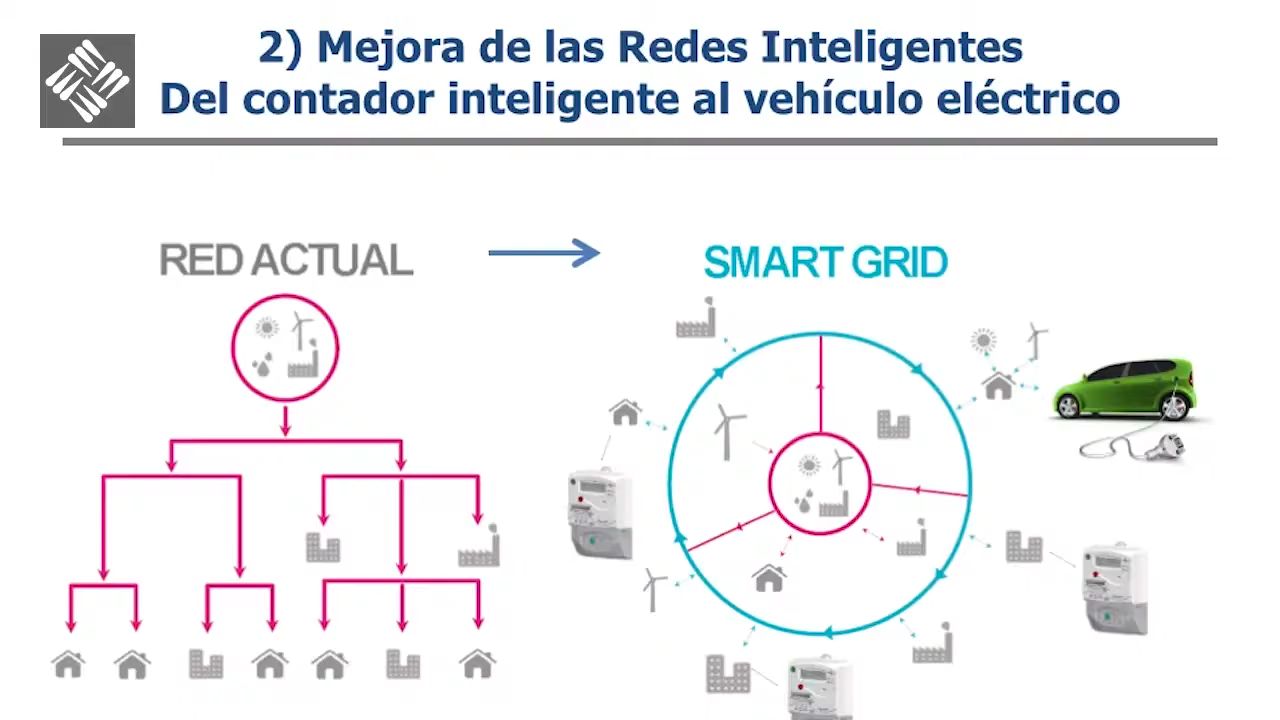 2) Mejora de las Redes Inteligentes
Del contador inteligente al vehículo eléctrico
RED ACTUAL
SMART GRID